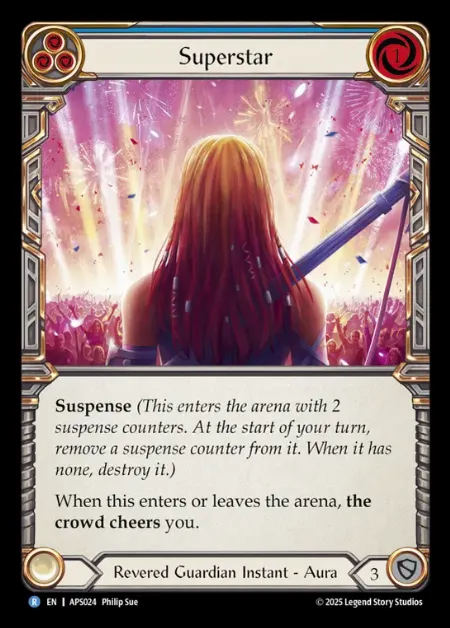 Superstar
1
Suspense (This enters the arena with 2
suspense counters. At the start of your turn,
remove a suspense counter from it. When it has
none, destroy it.)
When this enters or leaves the arena, the
crowd cheers you.
Revered Guardian Instant - Aura
3
R EN | APS024 Philip Sue
© 2025 Legend Story Studios